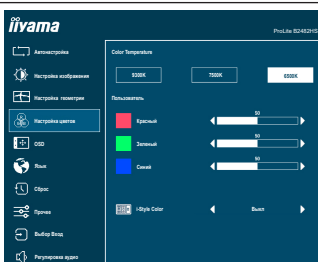 iiyama
ProLite B2482HS
Автонастройка
Color Temperature
Настройка изображения
9300K
7500K
6500K
Настройка геометрии
Пользователь
Настройка цветов
Красный
50
OSD
Зеленый
50
Язык
Синий
50
Сброс
Прочее
i-Style Color
Выкл
Выбор Вход
Регулировка аудио